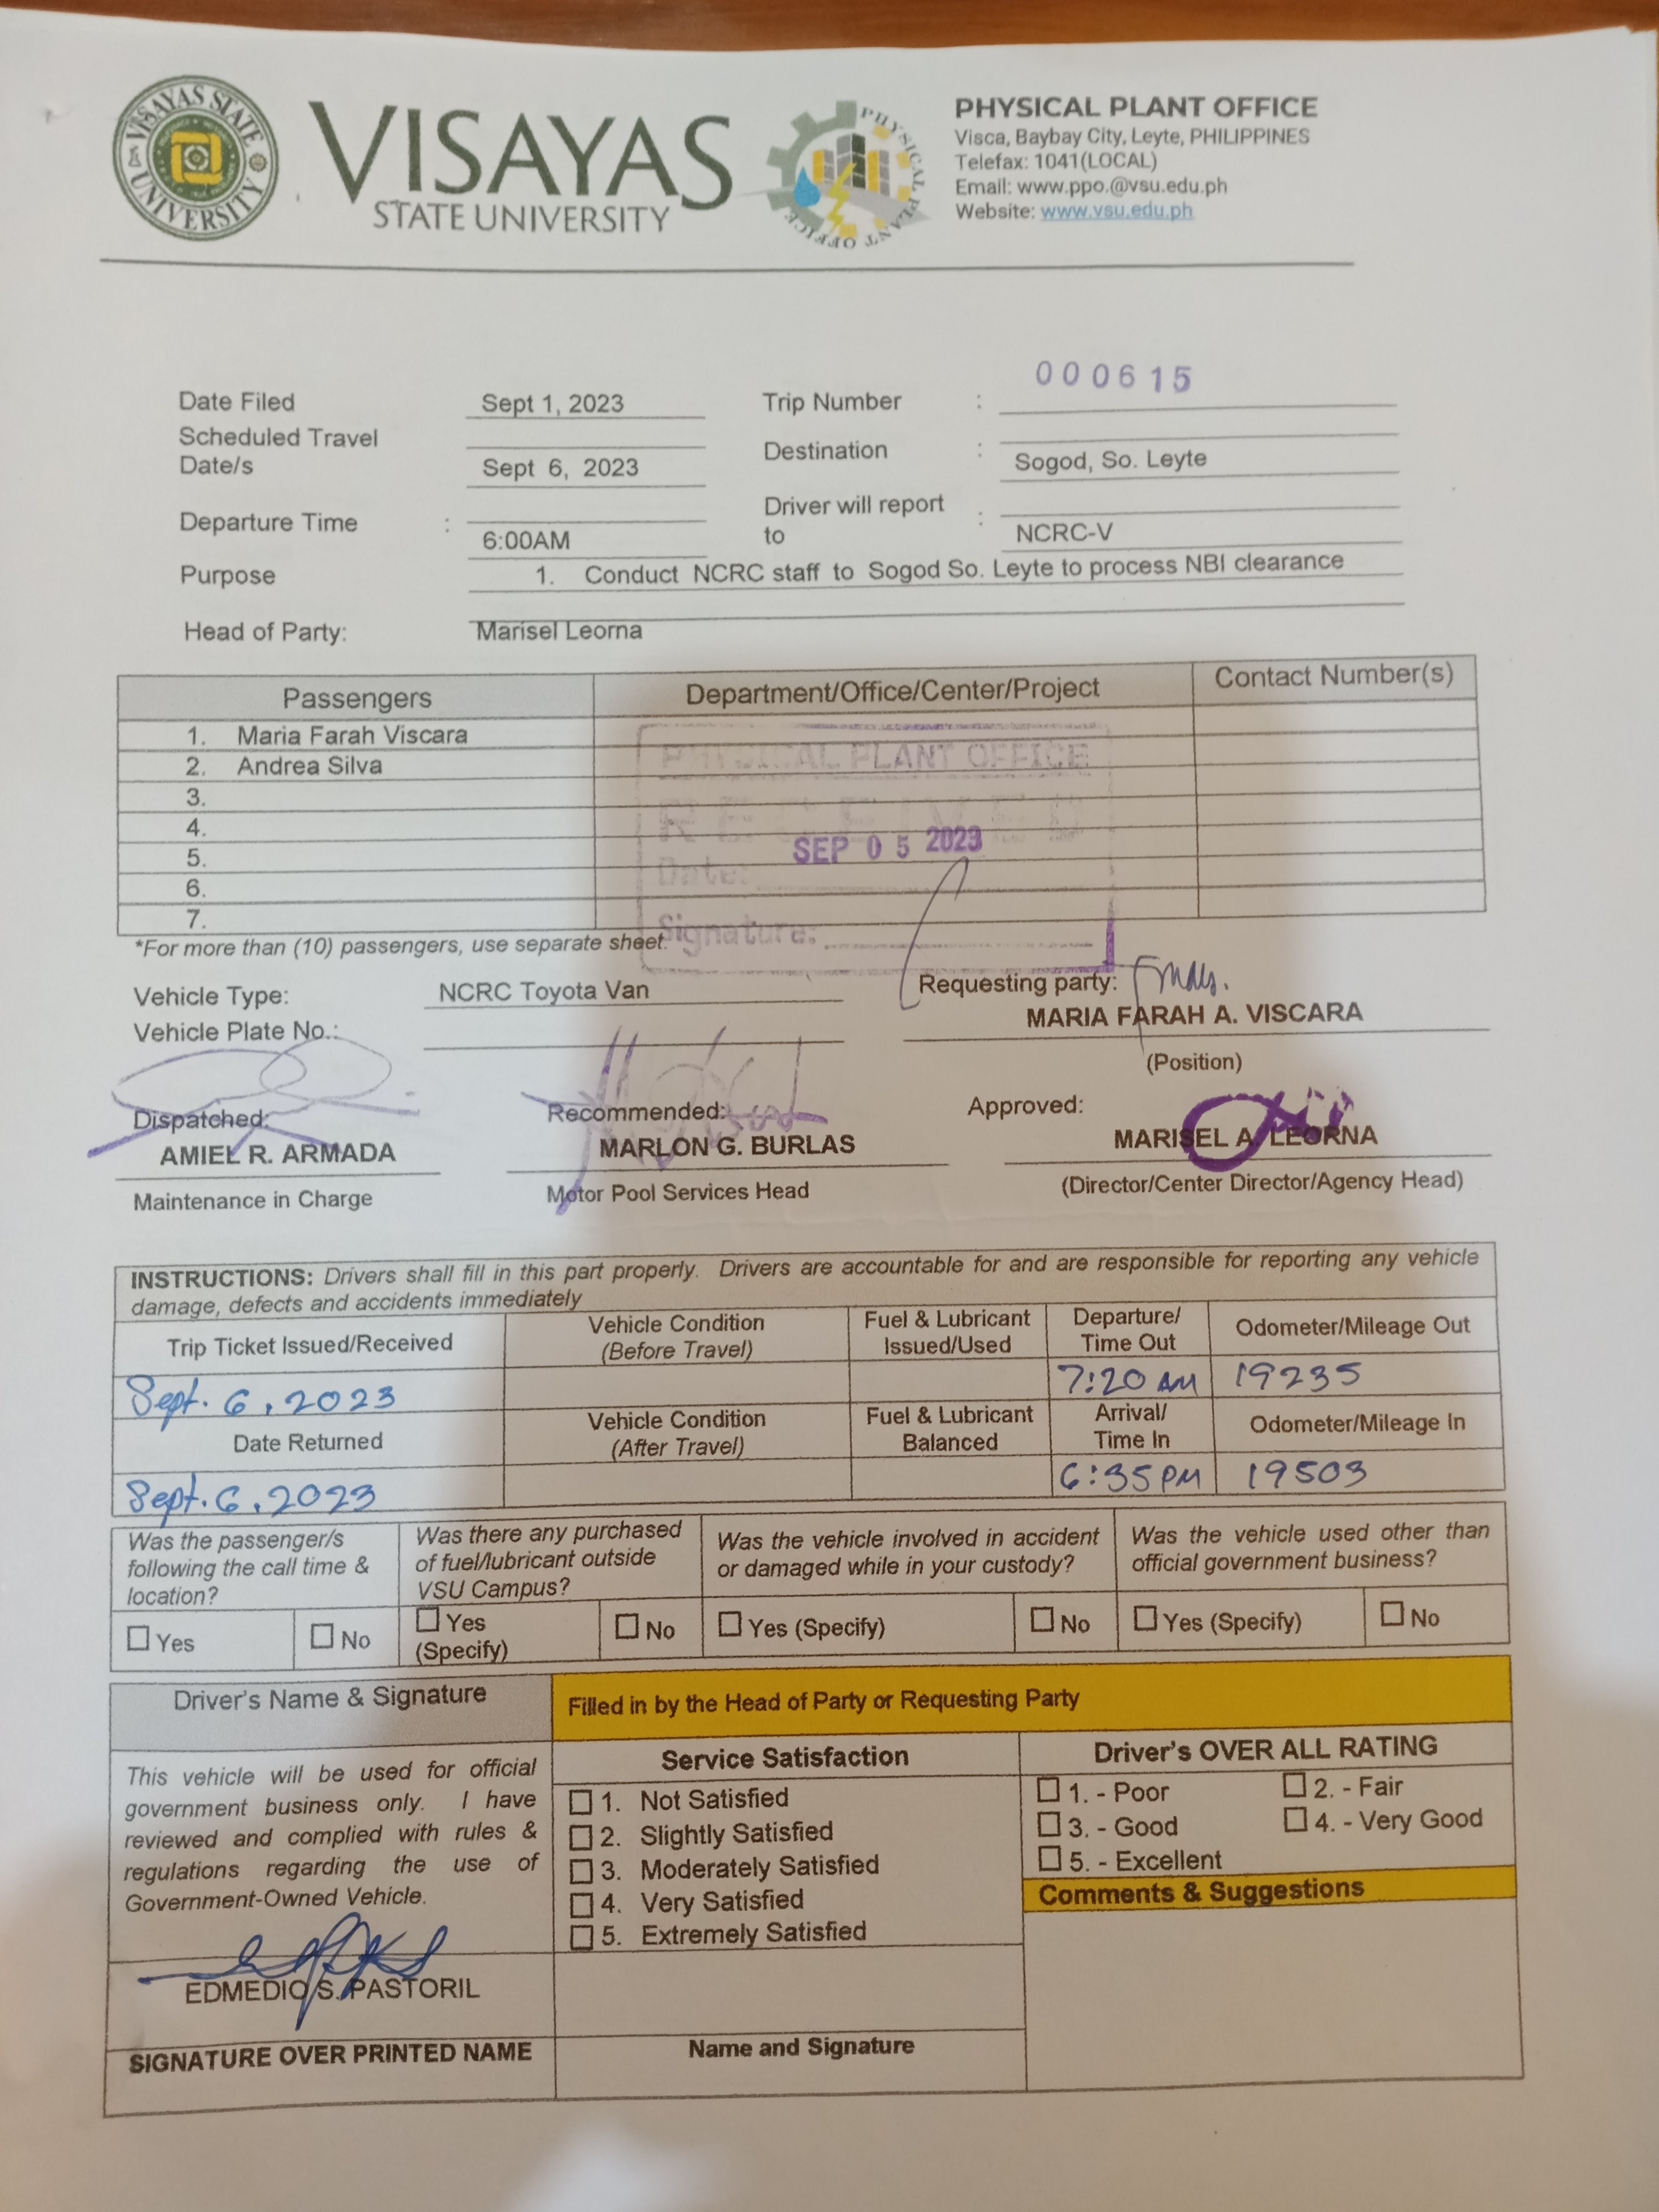 VISAYAS STATE UNIVERSITY
VISAYAS
STATE UNIVERSITY
PHYSICAL PLANT OFFICE
PHYSICAL PLANT OFFICE
Visca, Baybay City, Leyte, PHILIPPINES
Telefax: 1041(LOCAL)
Email: www.ppo.@vsu.edu.ph
Website: www.vsu.edu.ph
000615
Date Filed Sept 1, 2023 Trip Number :
Scheduled Travel
Date/s Sept 6, 2023 Destination : Sogod, So. Leyte
Departure Time : 6:00AM Driver will report to : NCRC-V
Purpose 1. Conduct NCRC staff to Sogod So. Leyte to process NBI clearance
Head of Party: Marisel Leorna
Passengers Department/Office/Center/Project Contact Number(s)
1. Maria Farah Viscara
2. Andrea Silva
3.
4.
5.
6.
7.
PHYSICAL PLANT OFFICE
RECEIVED
Date: SEP 05 2023
Signature:
*For more than (10) passengers, use separate sheet.
Vehicle Type: NCRC Toyota Van
Vehicle Plate No.:
Requesting party:
MARIA FARAH A. VISCARA
(Position)
Dispatched: Recommended: Approved:
AMIEL R. ARMADA MARLON G. BURLAS MARISEL A. LEORNA
Maintenance in Charge Motor Pool Services Head (Director/Center Director/Agency Head)
INSTRUCTIONS: Drivers shall fill in this part properly. Drivers are accountable for and are responsible for reporting any vehicle
damage, defects and accidents immediately
Trip Ticket Issued/Received Vehicle Condition (Before Travel) Fuel & Lubricant Issued/Used Departure/ Time Out Odometer/Mileage Out
Sept. 6, 2023 7:20 AM 19235
Date Returned Vehicle Condition (After Travel) Fuel & Lubricant Balanced Arrival/ Time In Odometer/Mileage In
Sept. 6, 2023 6:35 PM 19503
Was the passenger/s following the call time & location?
Was there any purchased of fuel/lubricant outside VSU Campus?
Was the vehicle involved in accident or damaged while in your custody?
Was the vehicle used other than official government business?
Yes No Yes (Specify) No Yes (Specify) No Yes (Specify) No
Driver's Name & Signature
Filled in by the Head of Party or Requesting Party
This vehicle will be used for official
government business only. I have
reviewed and complied with rules &
regulations regarding the use of
Government-Owned Vehicle.
EDMEDIO S. PASTORIL
SIGNATURE OVER PRINTED NAME
Service Satisfaction
1. Not Satisfied
2. Slightly Satisfied
3. Moderately Satisfied
4. Very Satisfied
5. Extremely Satisfied
Name and Signature
Driver's OVER ALL RATING
1. - Poor 2. - Fair
3. - Good 4. - Very Good
5. - Excellent
Comments & Suggestions